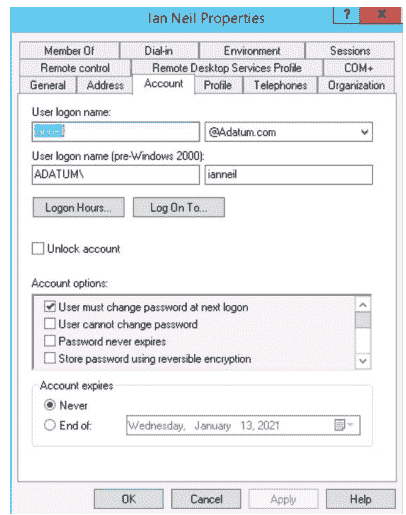 Ian Neil Properties
?
x
Member Of Dial-in Environment Sessions
Remote control Remote Desktop Services Profile COM+
General Address Account Profile Telephones Organization
User logon name:
ianneil @Adatum.com
User logon name (pre-Windows 2000):
ADATUM\ ianneil
Logon Hours... Log On To...
Unlock account
Account options:
User must change password at next logon
User cannot change password
Password never expires
Store password using reversible encryption
Account expires
Never
End of: Wednesday, January 13, 2021
OK Cancel Apply Help